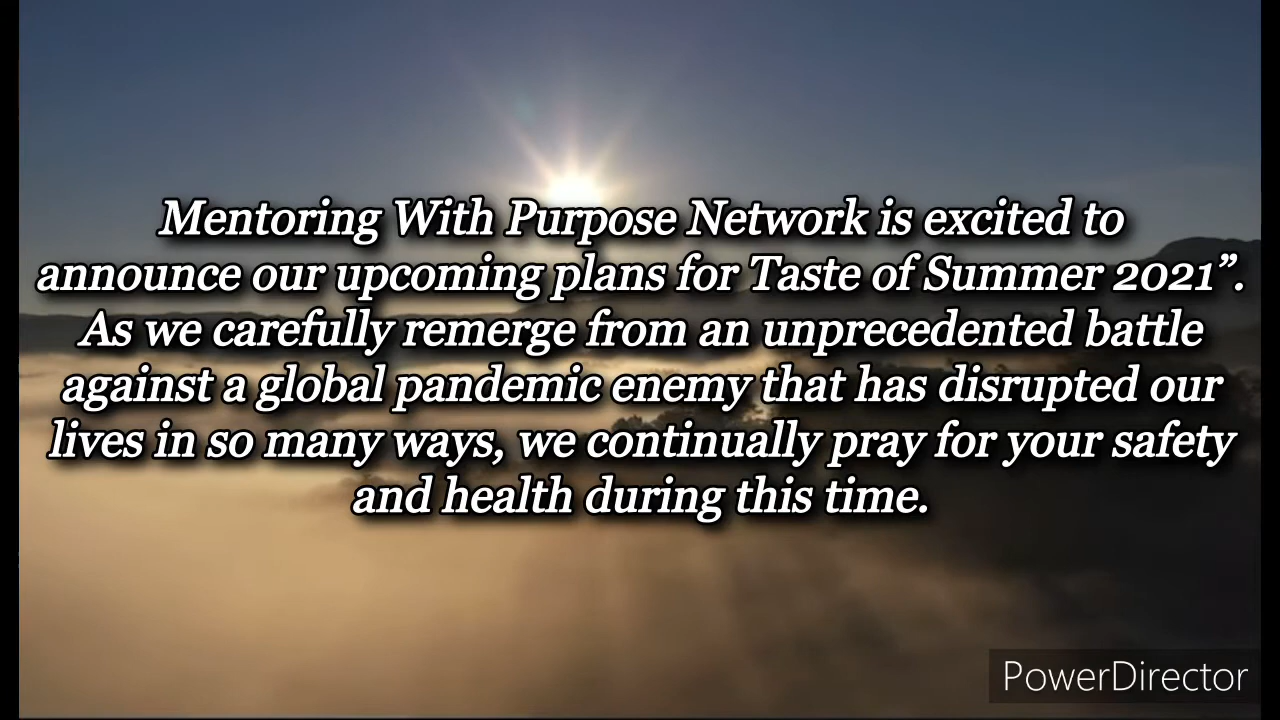 Mentoring With Purpose Network is excited to
announce our upcoming plans for Taste of Summer 2021”.
As we carefully remerge from an unprecedented battle
against a global pandemic enemy that has disrupted our
lives in so many ways, we continually pray for your safety
and health during this time.
PowerDirector